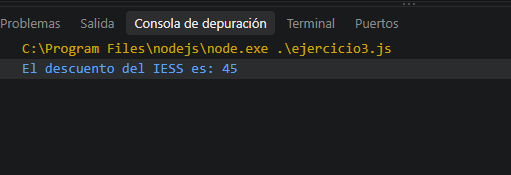 Problemas Salida Consola de depuración Terminal Puertos
C:\Program Files\nodejs\node.exe .\ejercicio3.js
El descuento del IESS es: 45